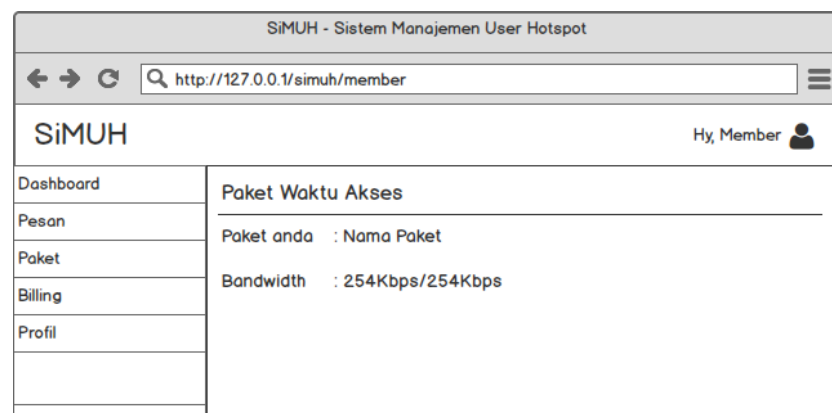 SiMUH - Sistem Manajemen User Hotspot
http://127.0.0.1/simuh/member
SiMUH
Hy, Member
Dashboard
Pesan
Paket
Billing
Profil
Paket Waktu Akses
Paket anda : Nama Paket
Bandwidth : 254Kbps/254Kbps